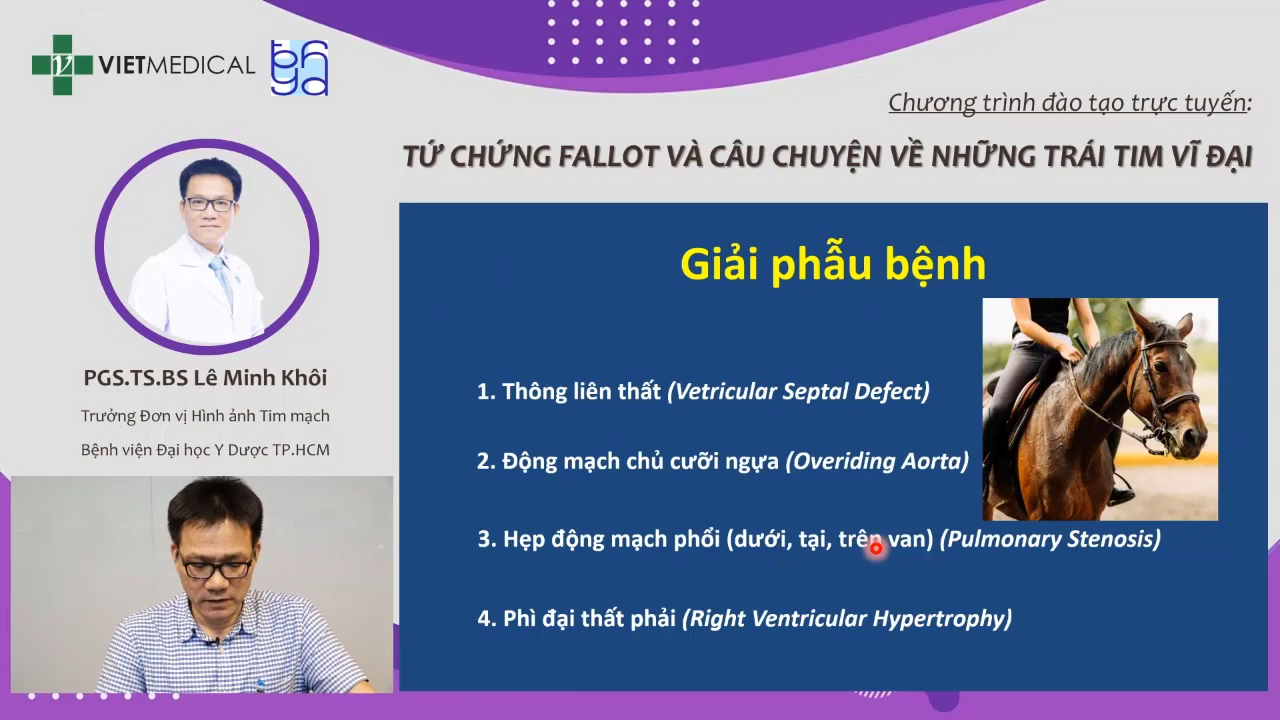 VIETMEDICAL
Chương trình đào tạo trực tuyến:
TỨ CHỨNG FALLOT VÀ CÂU CHUYỆN VỀ NHỮNG TRÁI TIM VĨ ĐẠI
PGS.TS.BS Lê Minh Khôi
Trưởng Đơn vị Hình ảnh Tim mạch
Bệnh viện Đại học Y Dược TP.HCM
Giải phẫu bệnh
1. Thông liên thất (Vetricular Septal Defect)
2. Động mạch chủ cưỡi ngựa (Overiding Aorta)
3. Hẹp động mạch phổi (dưới, tại, trên van) (Pulmonary Stenosis)
4. Phì đại thất phải (Right Ventricular Hypertrophy)